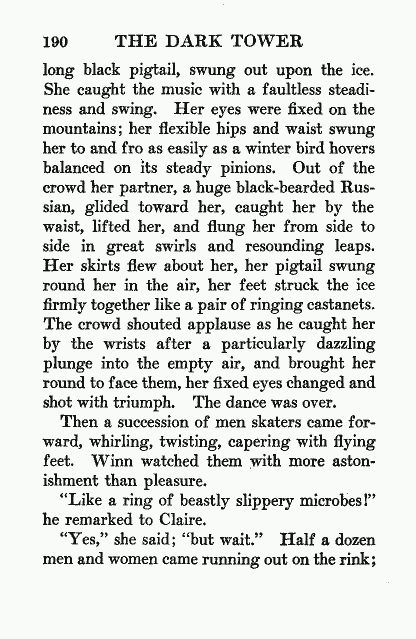 190 THE DARK TOWER
long black pigtail, swung out upon the ice.
She caught the music with a faultless steadi-
ness and swing. Her eyes were fixed on the
mountains; her flexible hips and waist swung
her to and fro as easily as a winter bird hovers
balanced on its steady pinions. Out of the
crowd her partner, a huge black-bearded Rus-
sian, glided toward her, caught her by the
waist, lifted her, and flung her from side to
side in great swirls and resounding leaps.
Her skirts flew about her, her pigtail swung
round her in the air, her feet struck the ice
firmly together like a pair of ringing castanets.
The crowd shouted applause as he caught her
by the wrists after a particularly dazzling
plunge into the empty air, and brought her
round to face them, her fixed eyes changed and
shot with triumph. The dance was over.
Then a succession of men skaters came for-
ward, whirling, twisting, capering with flying
feet. Winn watched them with more aston-
ishment than pleasure.
"Like a ring of beastly slippery microbes!"
he remarked to Claire.
"Yes," she said; "but wait." Half a dozen
men and women came running out on the rink;